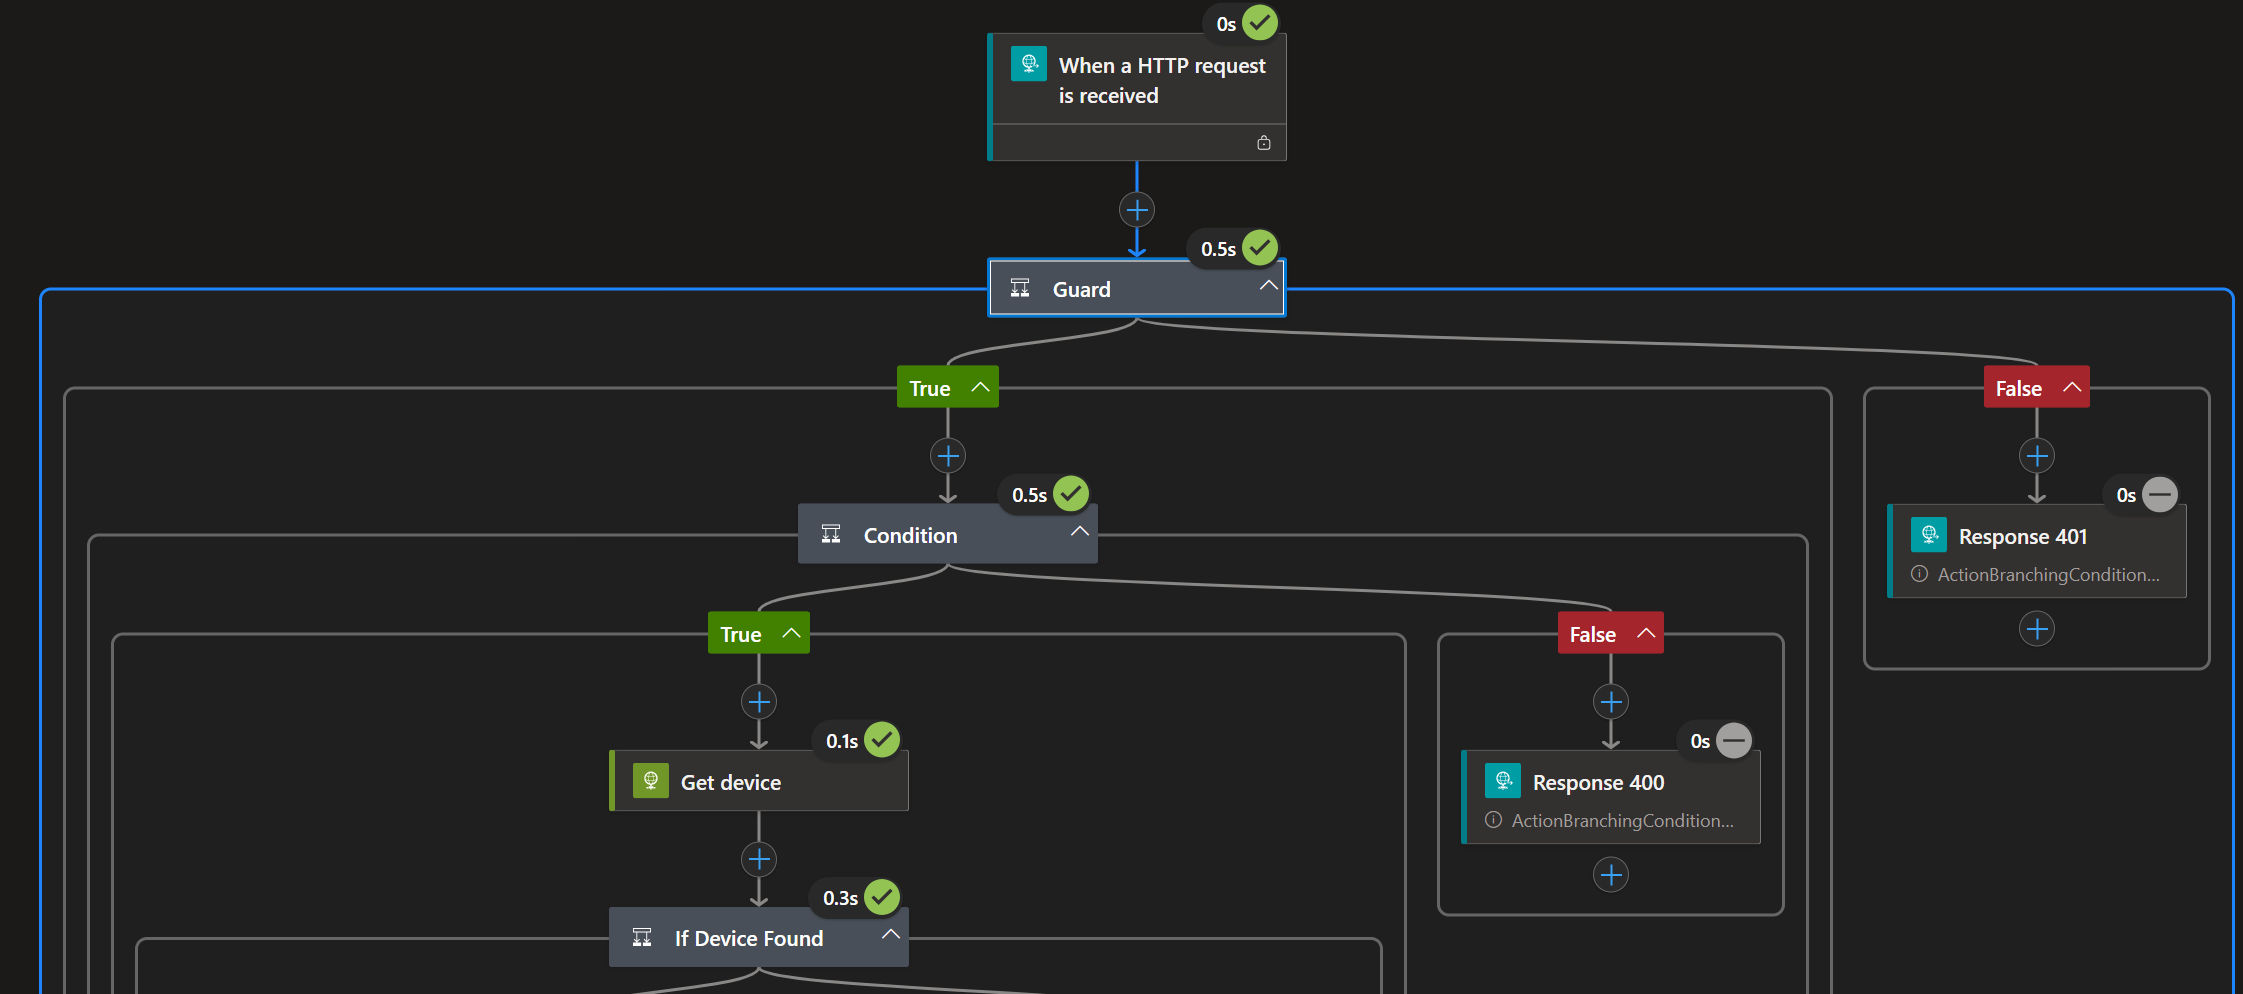 0s
When a HTTP request
is received
0.5s
Guard
True
False
0.5s
Condition
0s
Response 401
ActionBranchingCondition...
True
False
0.1s
Get device
0s
Response 400
ActionBranchingCondition...
0.3s
If Device Found